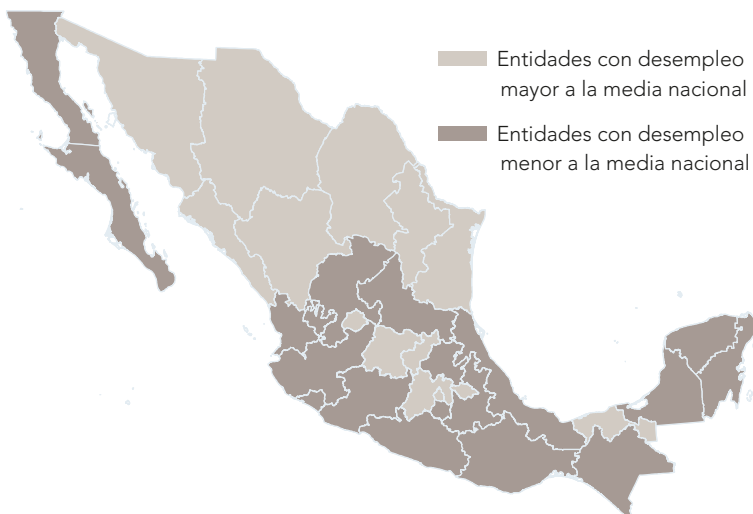 Entidades con desempleo
mayor a la media nacional
Entidades con desempleo
menor a la media nacional